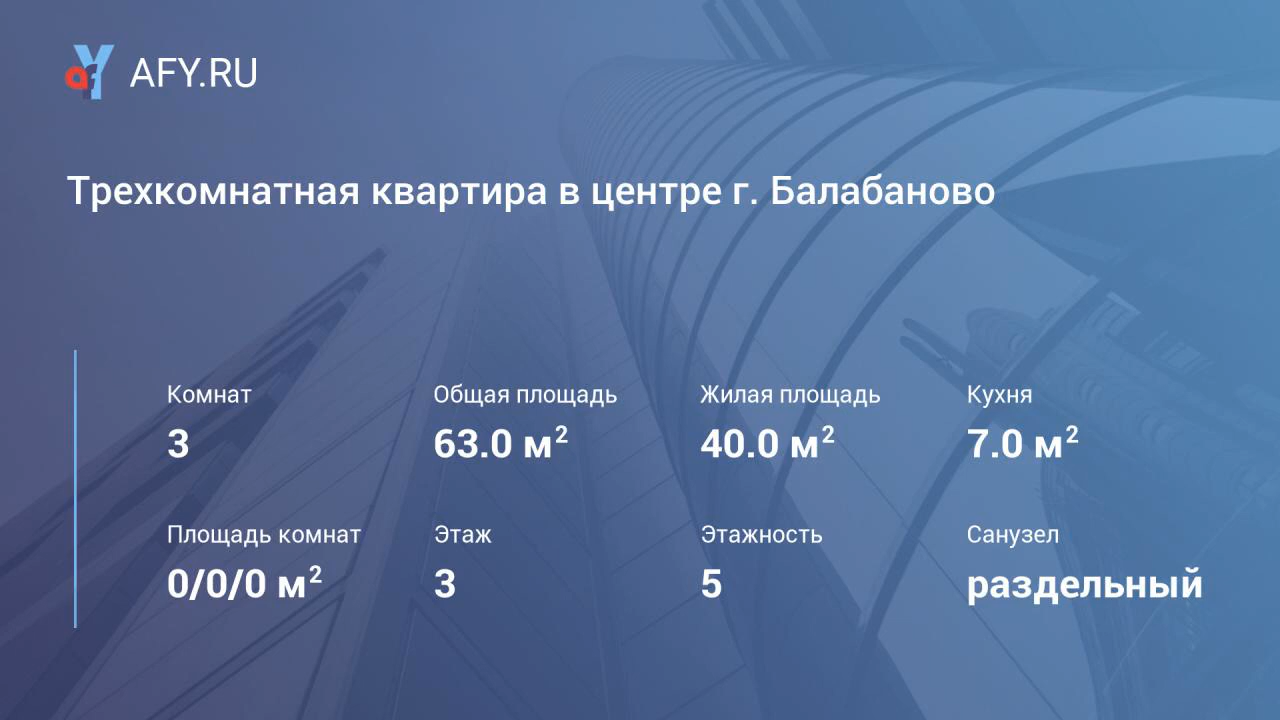 AFY.RU
Трехкомнатная квартира в центре г. Балабаново
Комнат
3
Общая площадь
63.0 м²
Жилая площадь
40.0 м²
Кухня
7.0 м²
Площадь комнат
0/0/0 м²
Этаж
3
Этажность
5
Санузел
раздельный